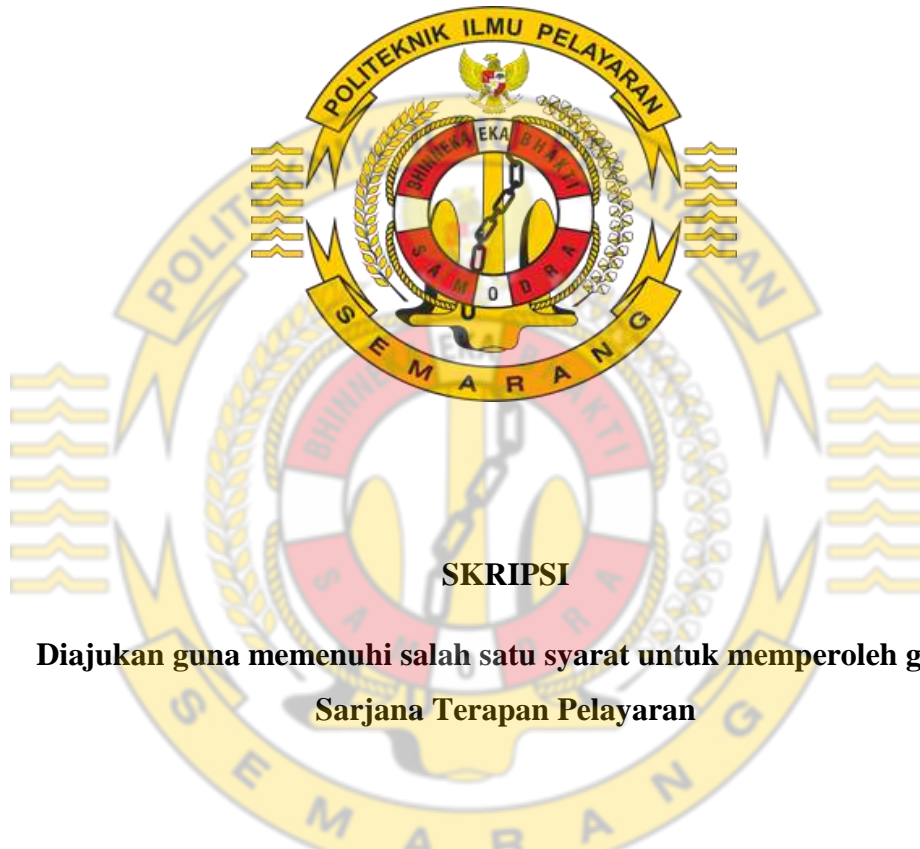 POLITEKNIK ILMU PELAYARAN
BHINNEKA EKA BHAKTI
SAMODRA
SEMARANG
SKRIPSI
Diajukan guna memenuhi salah satu syarat untuk memperoleh g
Sarjana Terapan Pelayaran